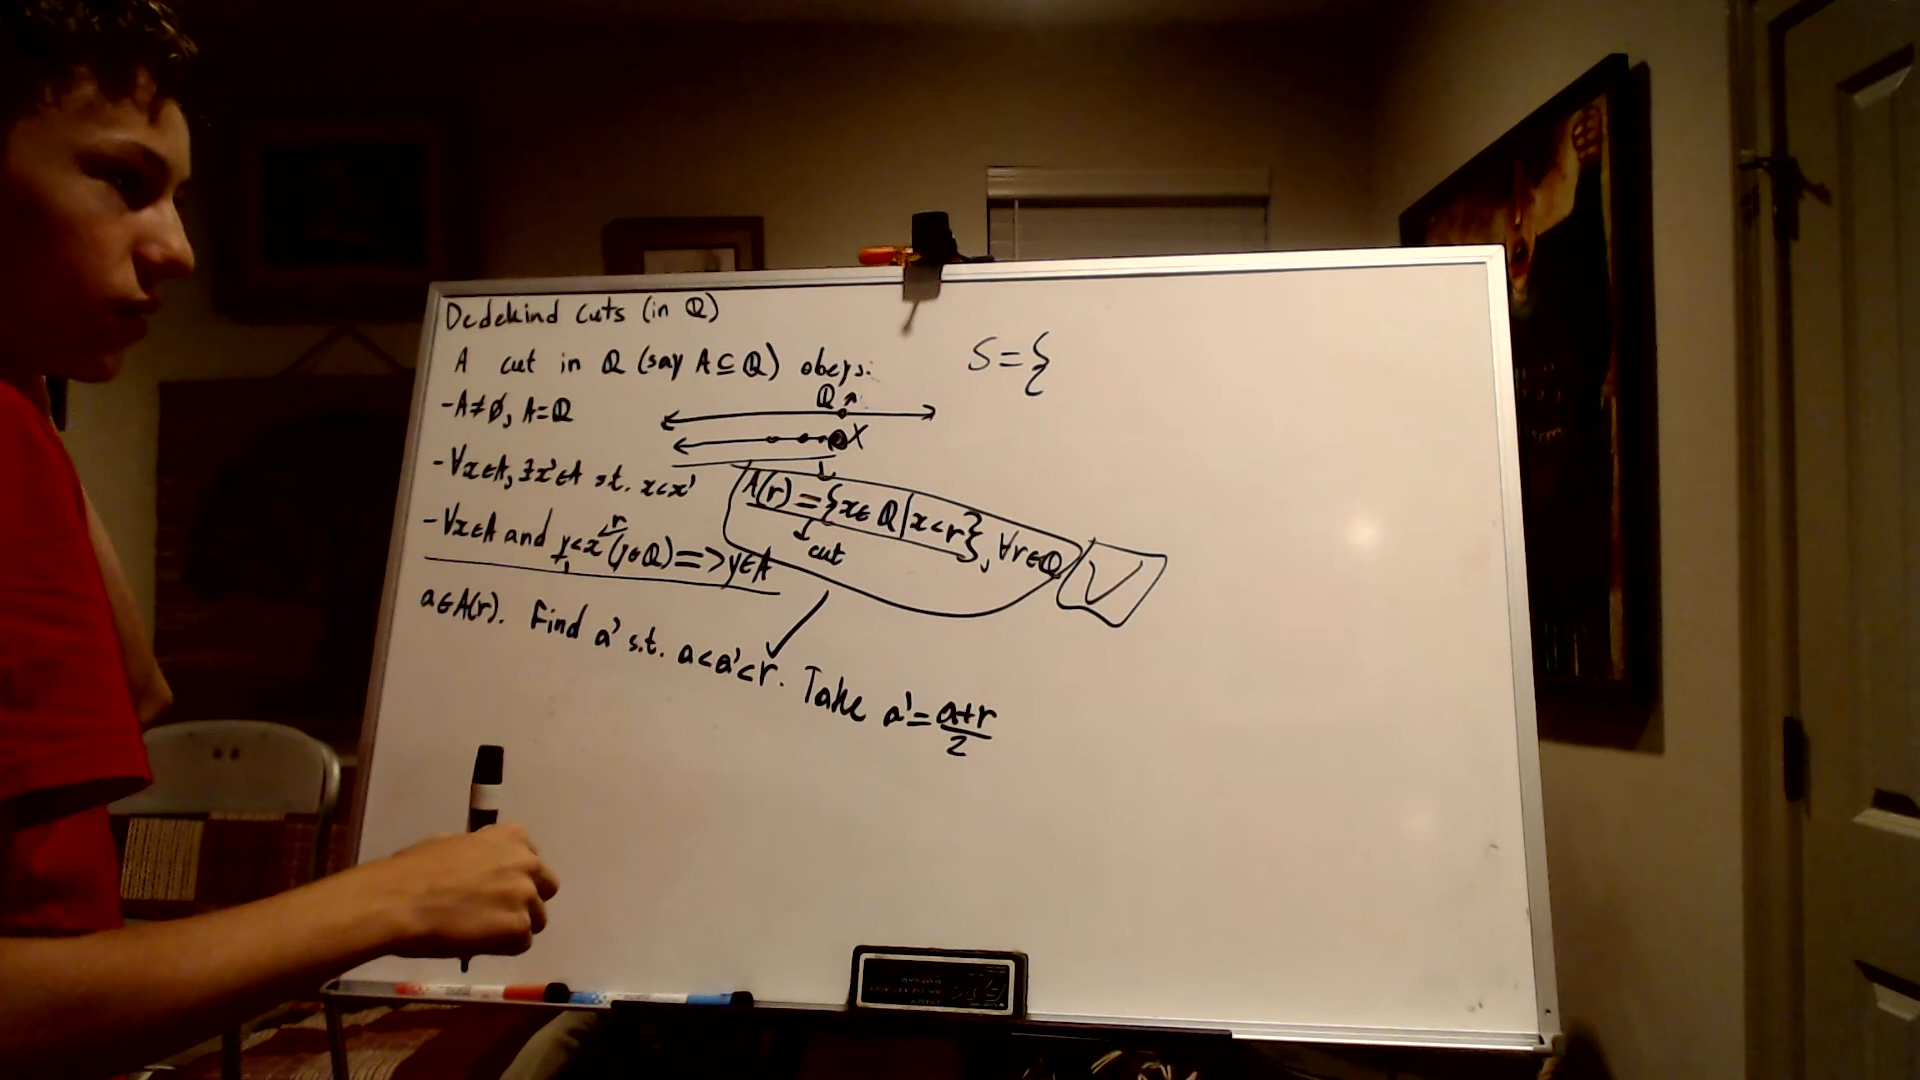 Dedekind cuts (in ℚ)
A cut in ℚ (say A⊆ℚ) obeys:
-A≠∅, A=ℚ
ℚ r
X
-∀x∈A, ∃x'∈A s.t. x<x'
A(r)={x∈ℚ|x<r}, ∀r∈ℚ
cut
-∀x∈A and y<x<r (y∈ℚ)=>y∈A
a∈A(r). Find a' s.t. a<a'<r. Take a'=a+r/2
S={